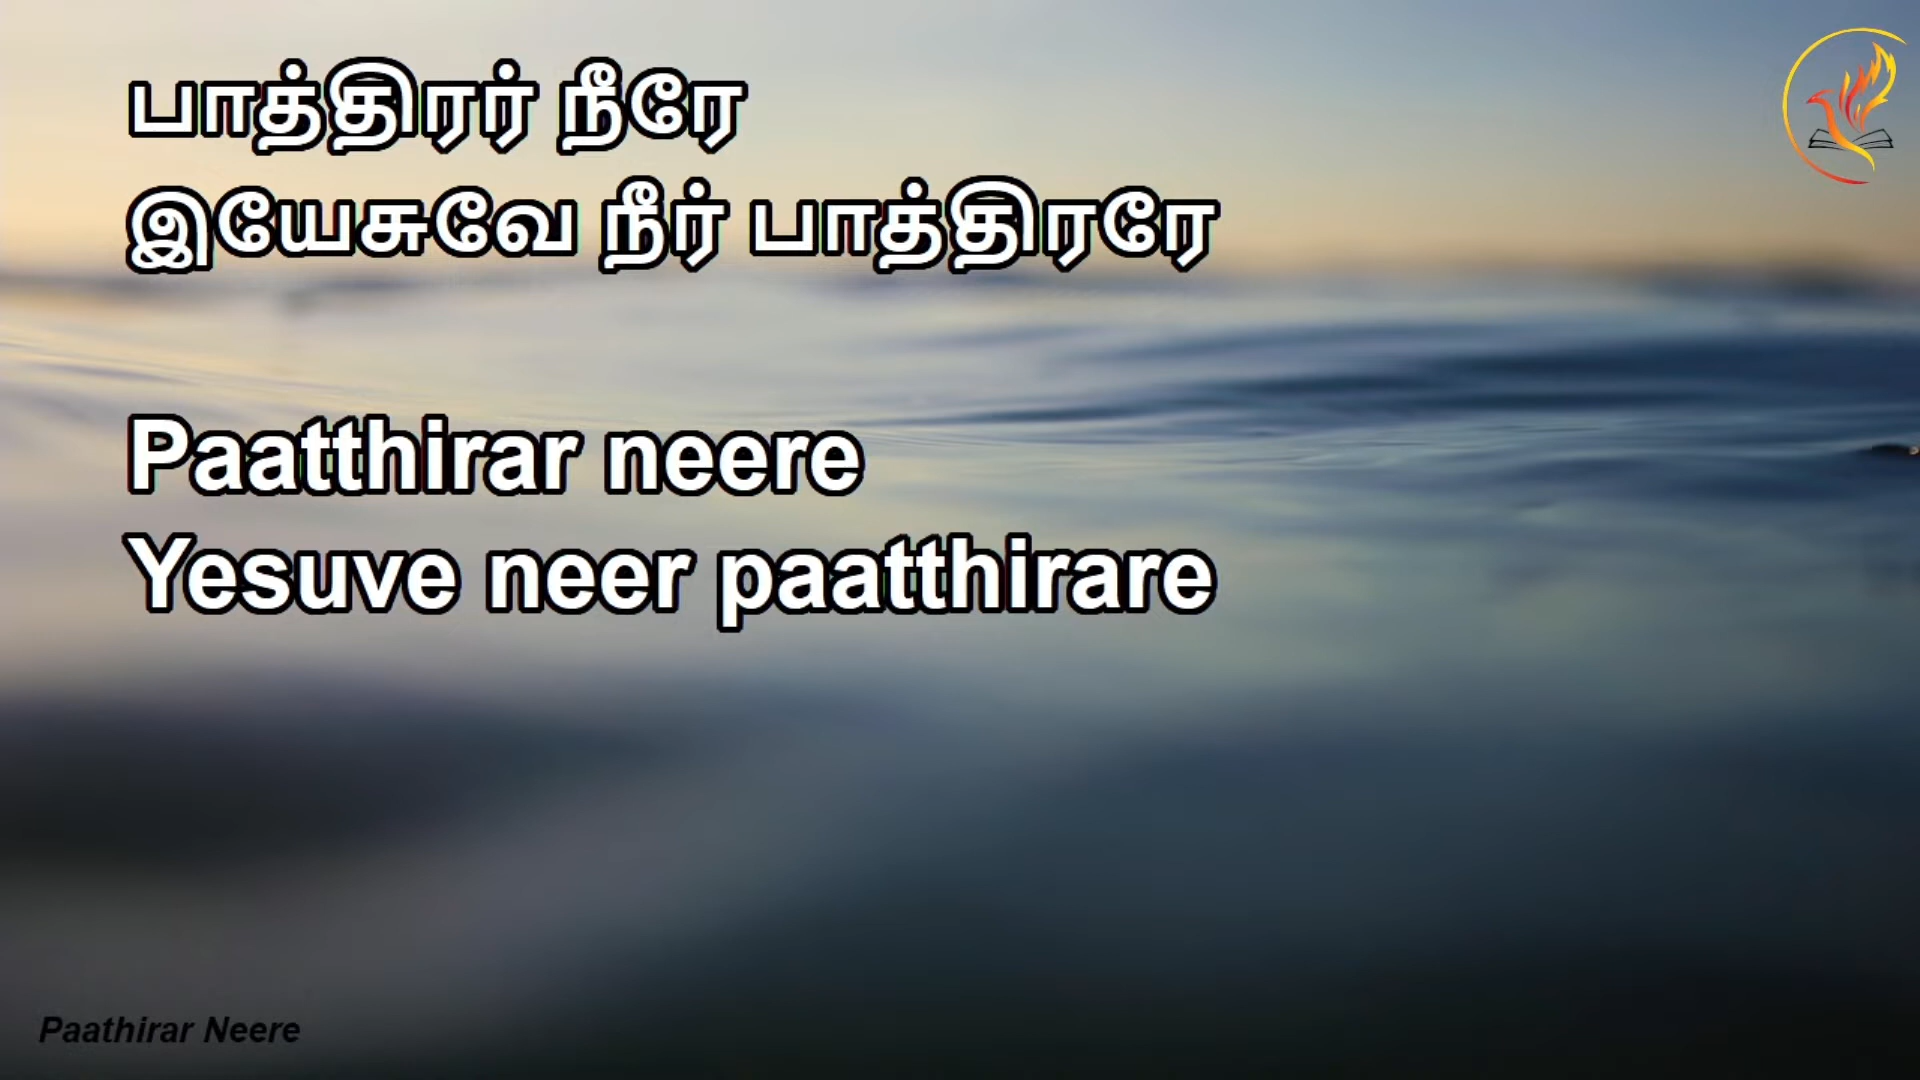 பாத்திரர் நீரே
இயேசுவே நீர் பாத்திரரே
Paatthirar neere
Yesuve neer paatthirare
Paathirar Neere